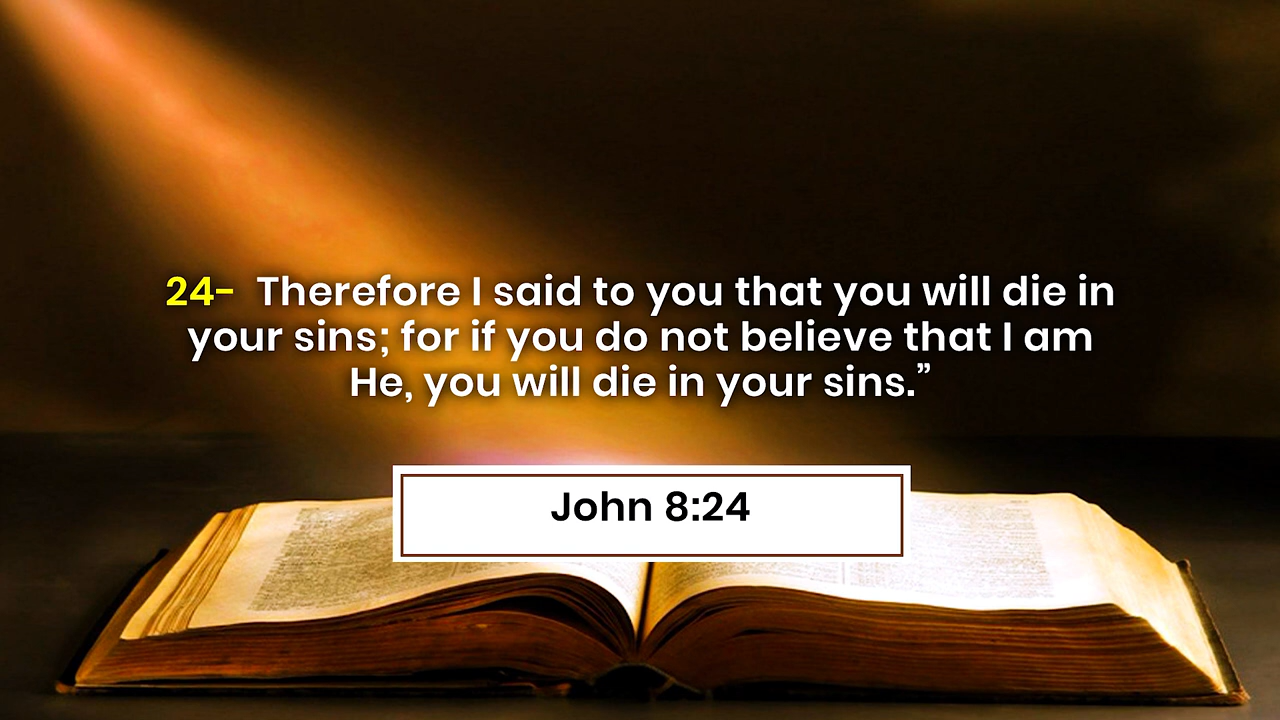 24- Therefore I said to you that you will die in
your sins; for if you do not believe that I am
He, you will die in your sins.”
John 8:24